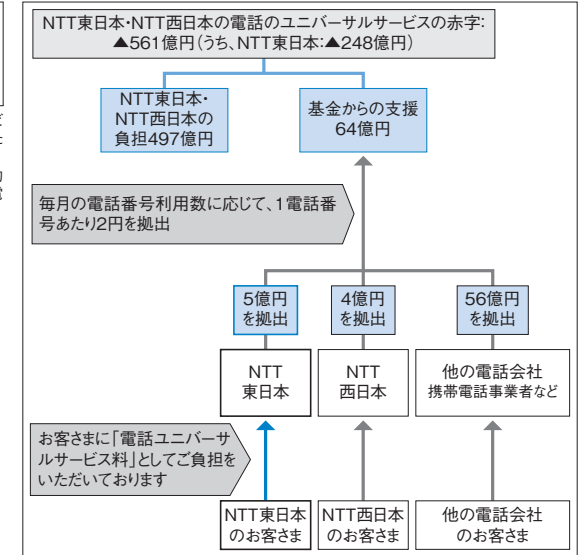 NTT東日本・NTT西日本の電話のユニバーサルサービスの赤字：
▲561億円（うち、NTT東日本：▲248億円）
NTT東日本・
NTT西日本の
負担497億円
基金からの支援
64億円
毎月の電話番号利用数に応じて、1電話番
号あたり2円を拠出
5億円
を拠出
4億円
を拠出
56億円
を拠出
NTT
東日本
NTT
西日本
他の電話会社
携帯電話事業者など
お客さまに「電話ユニバーサ
ルサービス料」としてご負担を
いただいております
NTT東日本
のお客さま
NTT西日本
のお客さま
他の電話会社
のお客さま